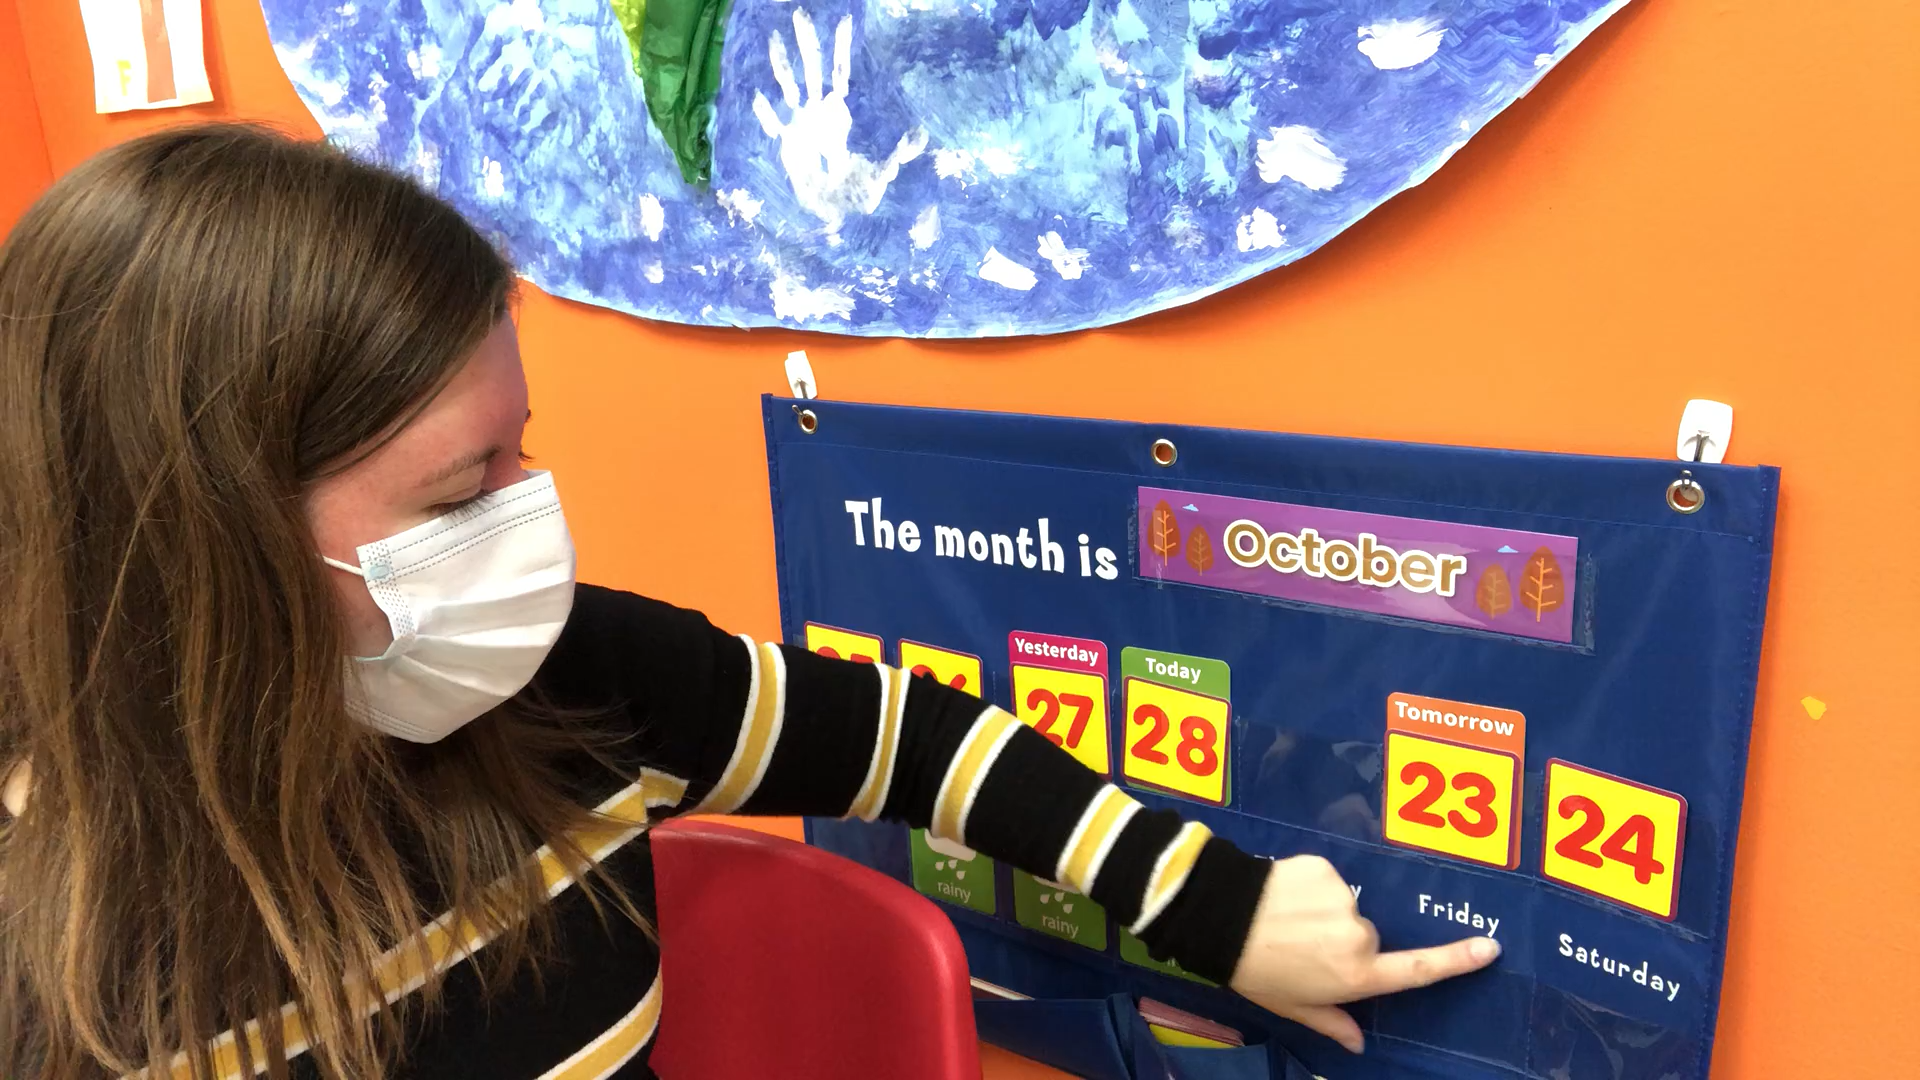 The month is October
Yesterday
Today
Tomorrow
27
28
23
24
rainy
rainy
Friday
Saturday
F